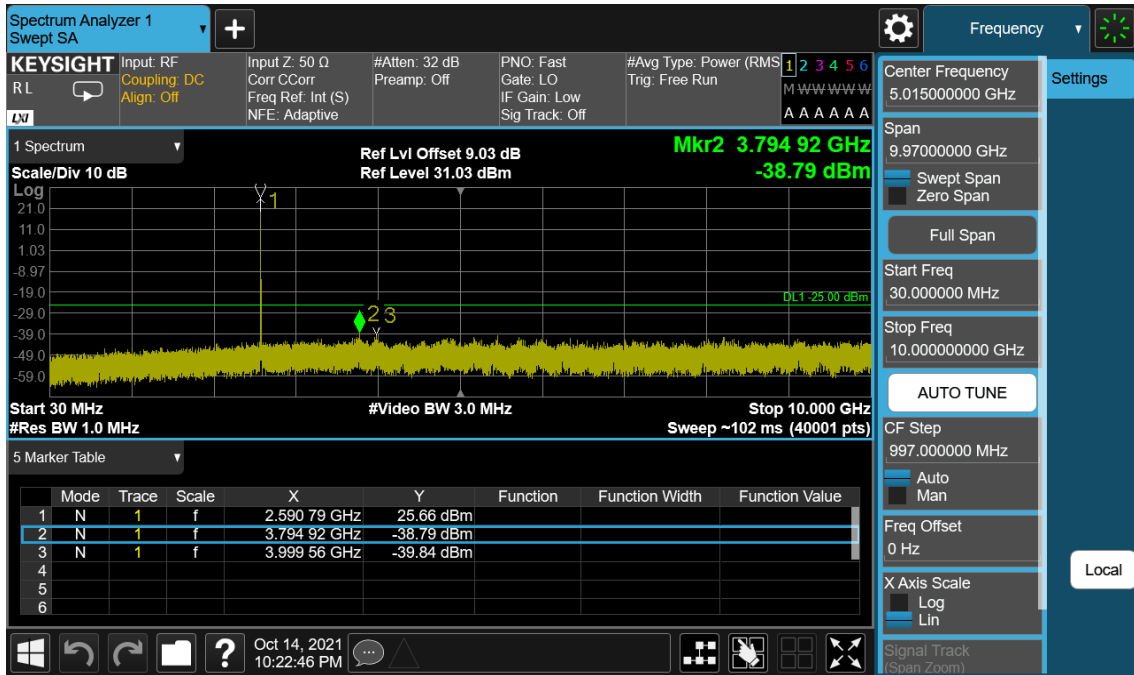 Spectrum Analyzer 1
Swept SA
Frequency
KEYSIGHT
R L
LXI
Input: RF
Coupling: DC
Align: Off
Input Z: 50 Ω
Corr CCorr
Freq Ref: Int (S)
NFE: Adaptive
#Atten: 32 dB
Preamp: Off
PNO: Fast
Gate: LO
IF Gain: Low
Sig Track: Off
#Avg Type: Power (RMS
Trig: Free Run
1 2 3 4 5 6
M W W W W W
A A A A A A
1 Spectrum
Scale/Div 10 dB
Ref Lvl Offset 9.03 dB
Ref Level 31.03 dBm
Mkr2 3.794 92 GHz
-38.79 dBm
Log
21.0
11.0
1.03
-8.97
-19.0
-29.0
-39.0
-49.0
-59.0
1
2 3
DL1 -25.00 dBm
Start 30 MHz
#Video BW 3.0 MHz
Stop 10.000 GHz
#Res BW 1.0 MHz
Sweep ~102 ms (40001 pts)
5 Marker Table
Mode Trace Scale X Y Function Function Width Function Value
1 N 1 f 2.590 79 GHz 25.66 dBm
2 N 1 f 3.794 92 GHz -38.79 dBm
3 N 1 f 3.999 56 GHz -39.84 dBm
4
5
6
?
Oct 14, 2021
10:22:46 PM
Center Frequency
5.015000000 GHz
Settings
Span
9.97000000 GHz
Swept Span
Zero Span
Full Span
Start Freq
30.000000 MHz
Stop Freq
10.000000000 GHz
AUTO TUNE
CF Step
997.000000 MHz
Auto
Man
Freq Offset
0 Hz
Local
X Axis Scale
Log
Lin
Signal Track
(Span Zoom)